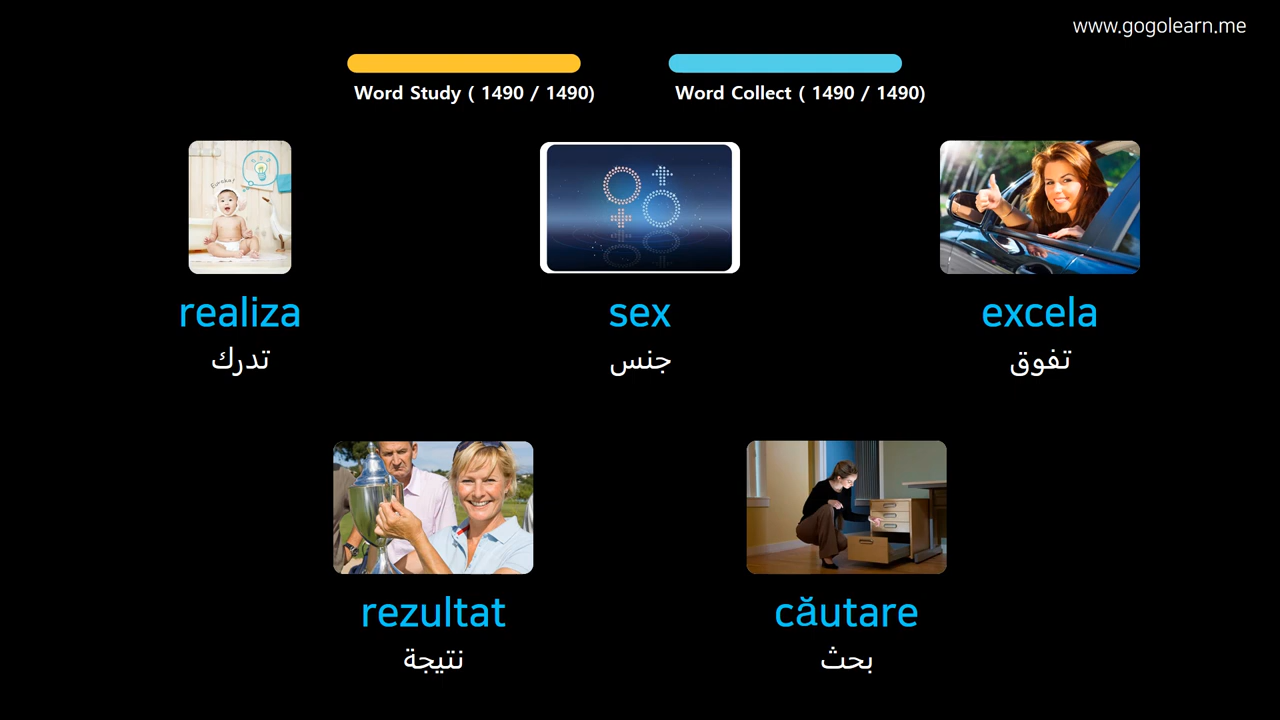 www.gogolearn.me
Word Study ( 1490 / 1490)
Word Collect ( 1490 / 1490)
Eureka!
realiza
تدرك
sex
جنس
excela
تفوق
rezultat
نتيجة
căutare
بحث